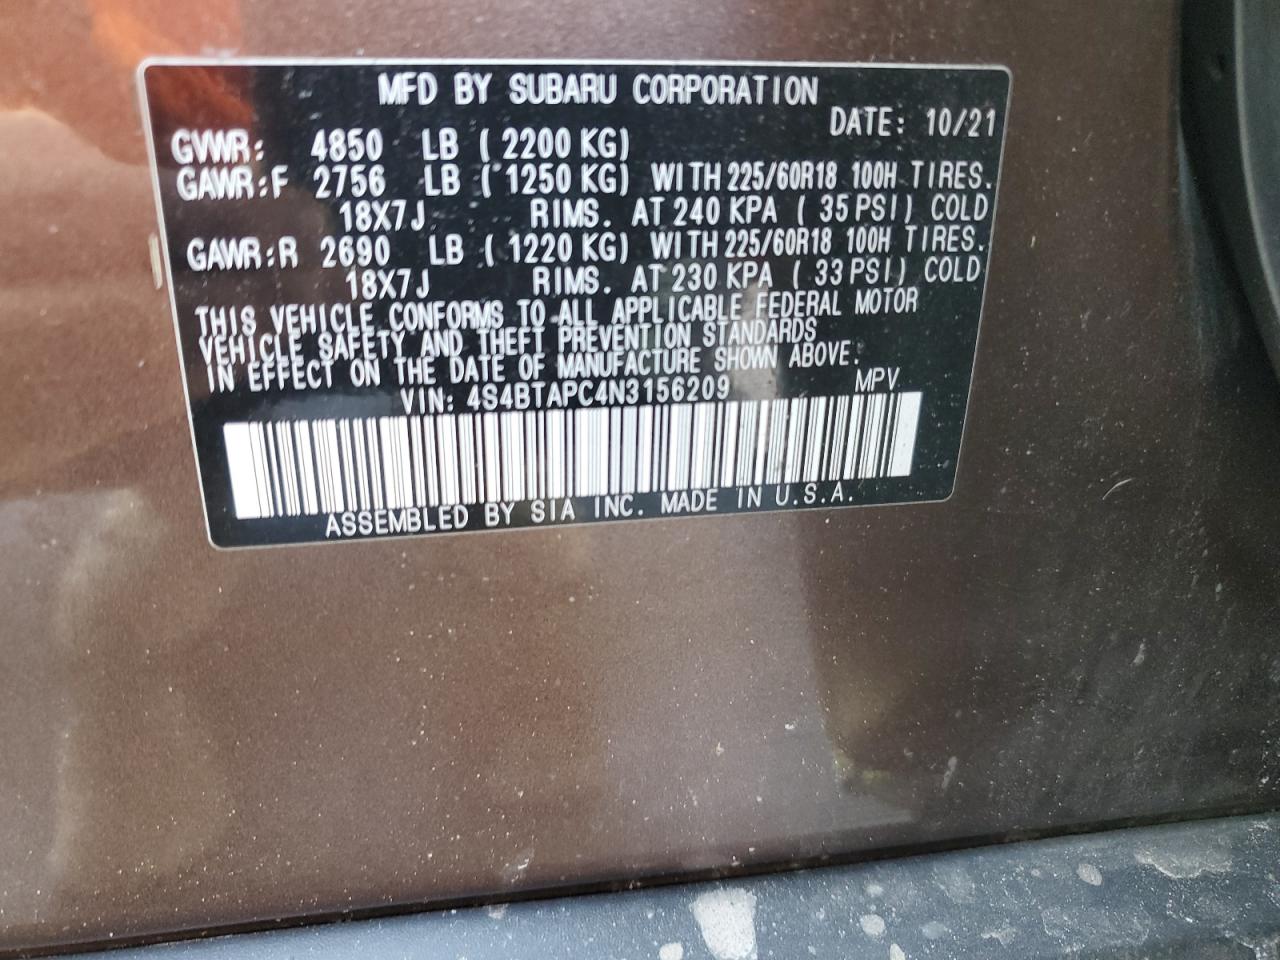 MFD BY SUBARU CORPORATION
DATE: 10/21
GVWR: 4850 LB ( 2200 KG)
GAWR:F 2756 LB ( 1250 KG) WITH 225/60R18 100H TIRES.
18X7J RIMS. AT 240 KPA ( 35 PSI) COLD
GAWR:R 2690 LB ( 1220 KG) WITH 225/60R18 100H TIRES.
18X7J RIMS. AT 230 KPA ( 33 PSI) COLD
THIS VEHICLE CONFORMS TO ALL APPLICABLE FEDERAL MOTOR
VEHICLE SAFETY AND THEFT PREVENTION STANDARDS
IN EFFECT ON THE DATE OF MANUFACTURE SHOWN ABOVE.
VIN: 4S4BTAPC4N3156209 MPV
ASSEMBLED BY SIA INC. MADE IN U.S.A.